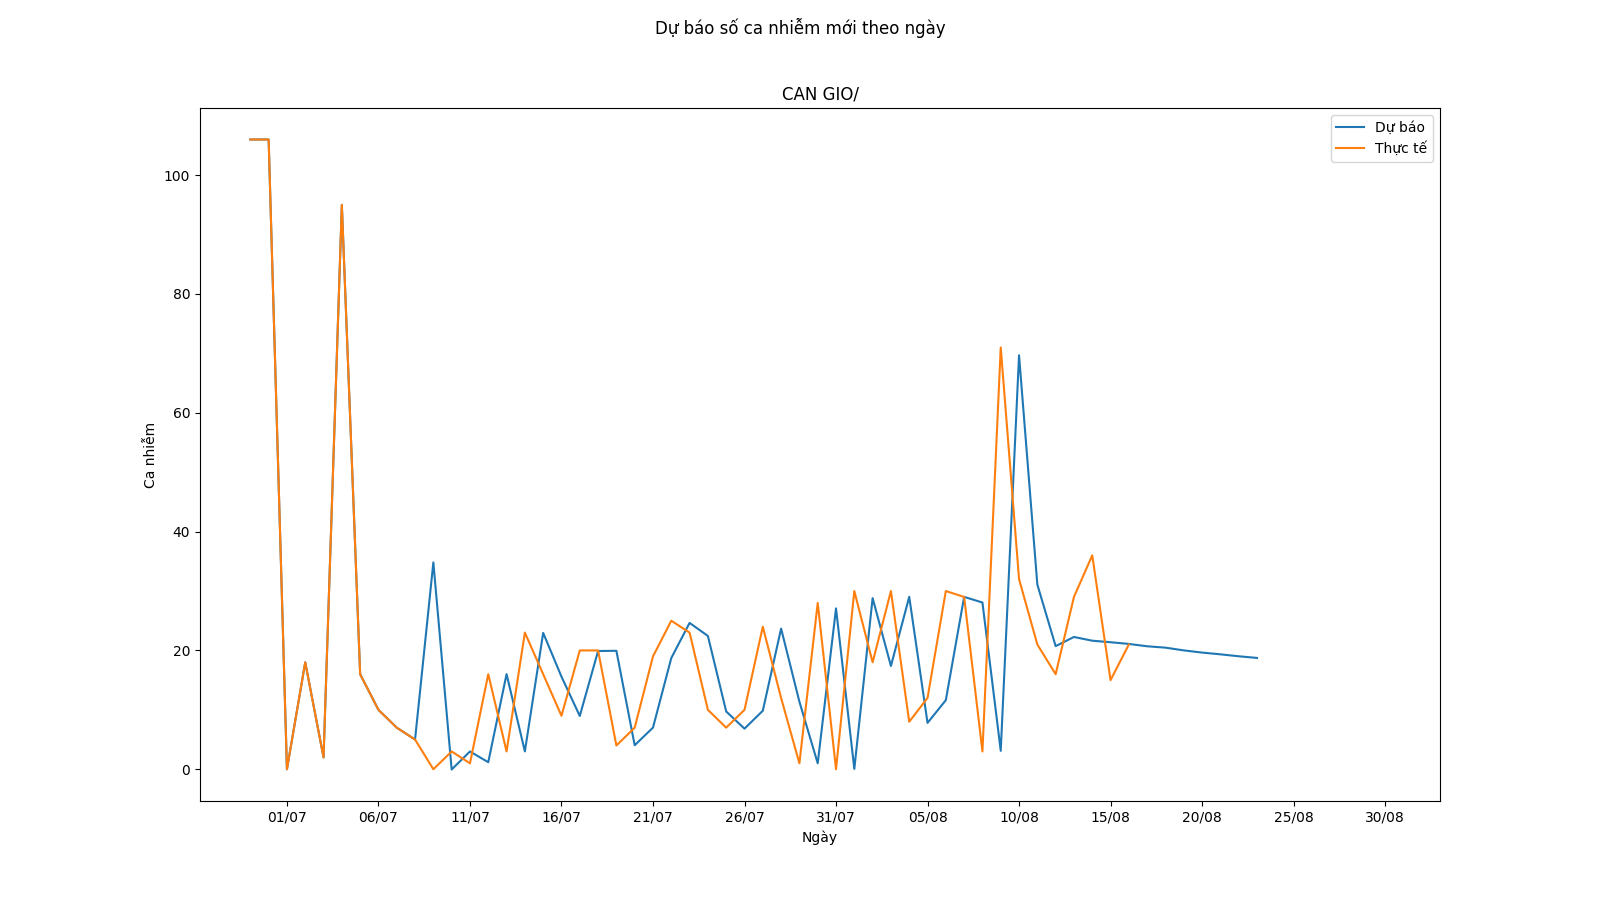 Dự báo số ca nhiễm mới theo ngày
CAN GIO/
Dự báo
Thực tế
100
80
60
40
20
0
Ca nhiễm
01/07 06/07 11/07 16/07 21/07 26/07 31/07 05/08 10/08 15/08 20/08 25/08 30/08
Ngày